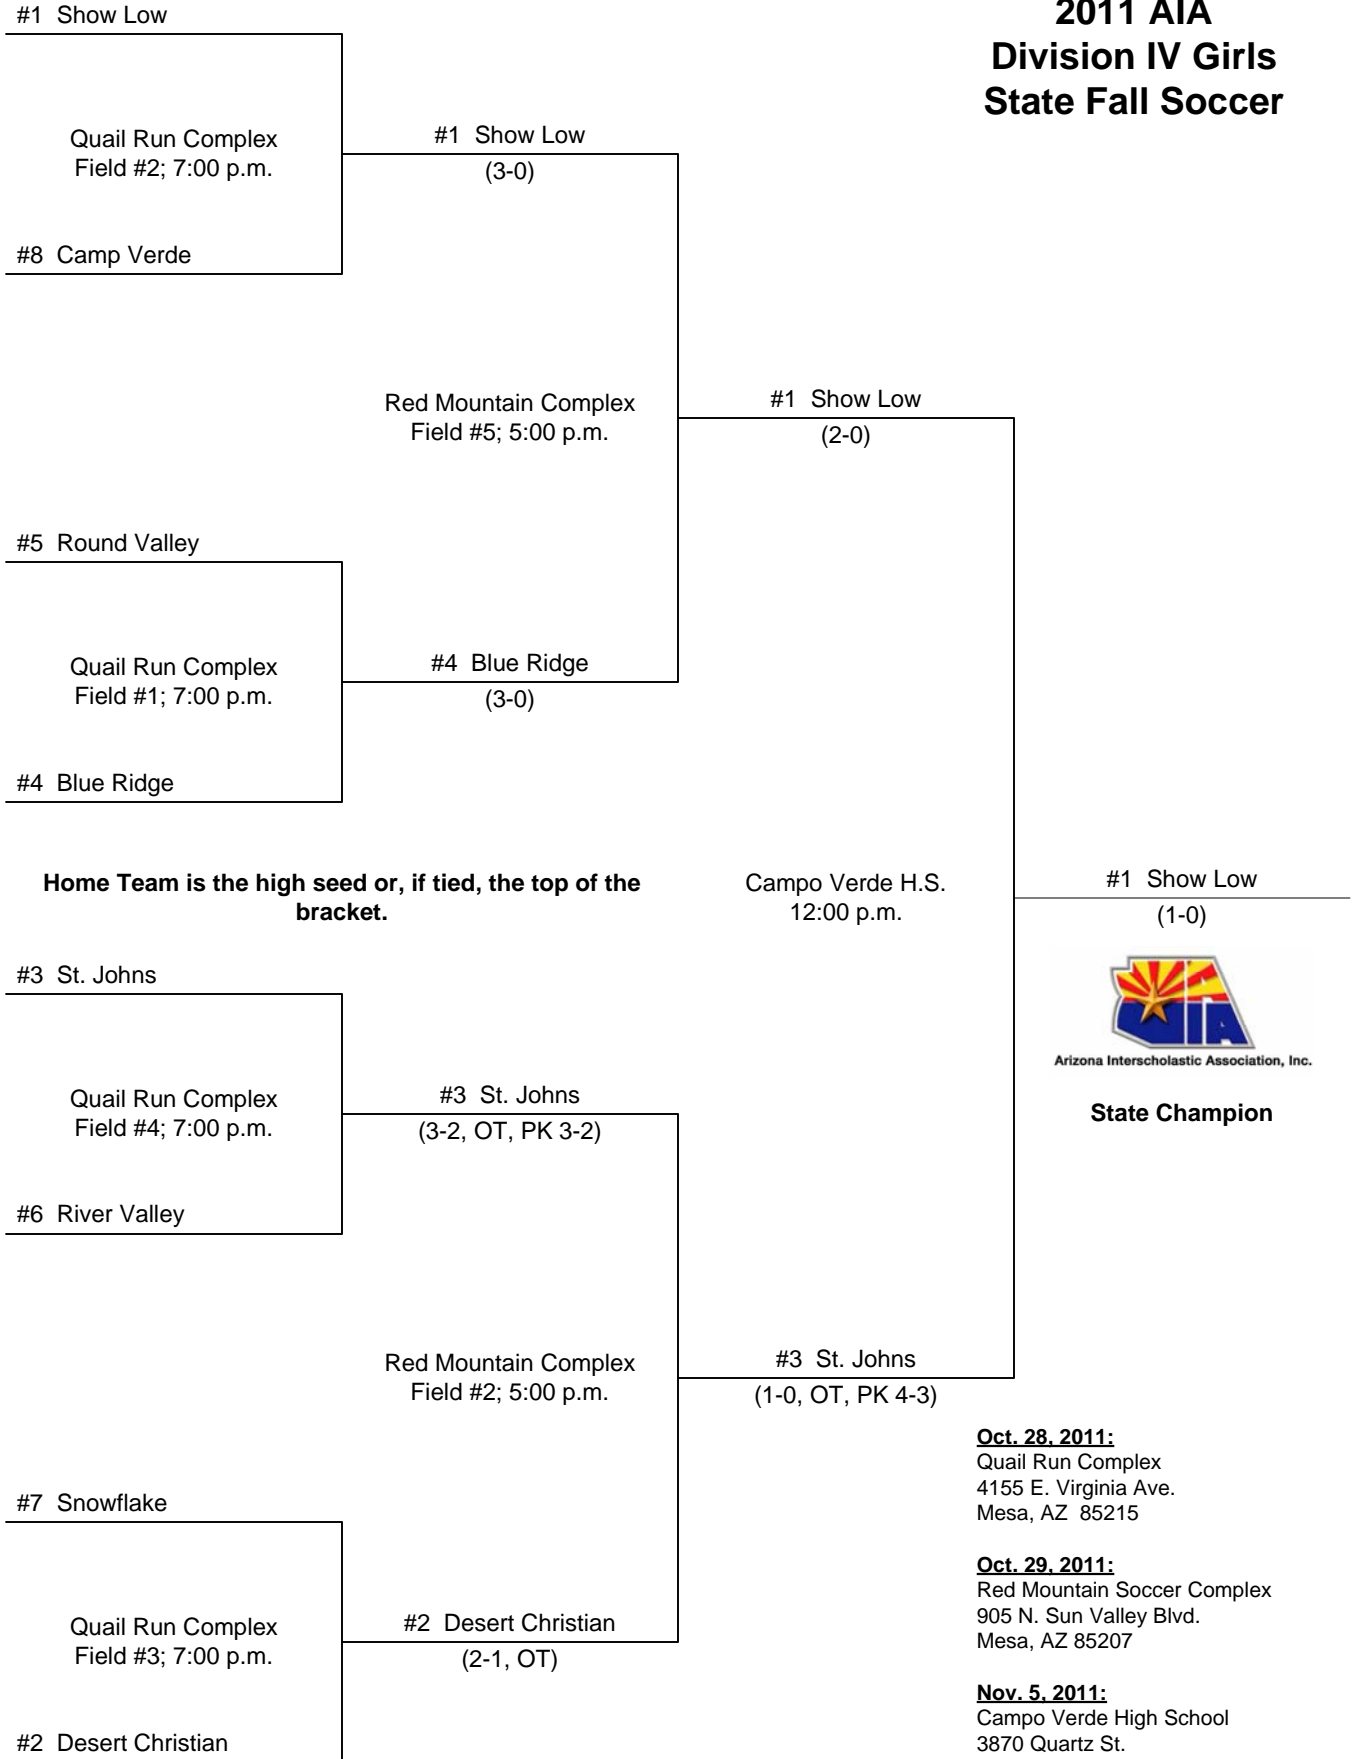 2011 AIA
Division IV Girls
State Fall Soccer
#1 Show Low
Quail Run Complex
Field #2; 7:00 p.m.
#1 Show Low
(3-0)
#8 Camp Verde
Red Mountain Complex
Field #5; 5:00 p.m.
#1 Show Low
(2-0)
#5 Round Valley
Quail Run Complex
Field #1; 7:00 p.m.
#4 Blue Ridge
(3-0)
#4 Blue Ridge
Home Team is the high seed or, if tied, the top of the
bracket.
Campo Verde H.S.
12:00 p.m.
#1 Show Low
(1-0)
AIA
Arizona Interscholastic Association, Inc.
State Champion
#3 St. Johns
Quail Run Complex
Field #4; 7:00 p.m.
#3 St. Johns
(3-2, OT, PK 3-2)
#6 River Valley
Red Mountain Complex
Field #2; 5:00 p.m.
#3 St. Johns
(1-0, OT, PK 4-3)
#7 Snowflake
Quail Run Complex
Field #3; 7:00 p.m.
#2 Desert Christian
(2-1, OT)
#2 Desert Christian
Oct. 28, 2011:
Quail Run Complex
4155 E. Virginia Ave.
Mesa, AZ 85215
Oct. 29, 2011:
Red Mountain Soccer Complex
905 N. Sun Valley Blvd.
Mesa, AZ 85207
Nov. 5, 2011:
Campo Verde High School
3870 Quartz St.